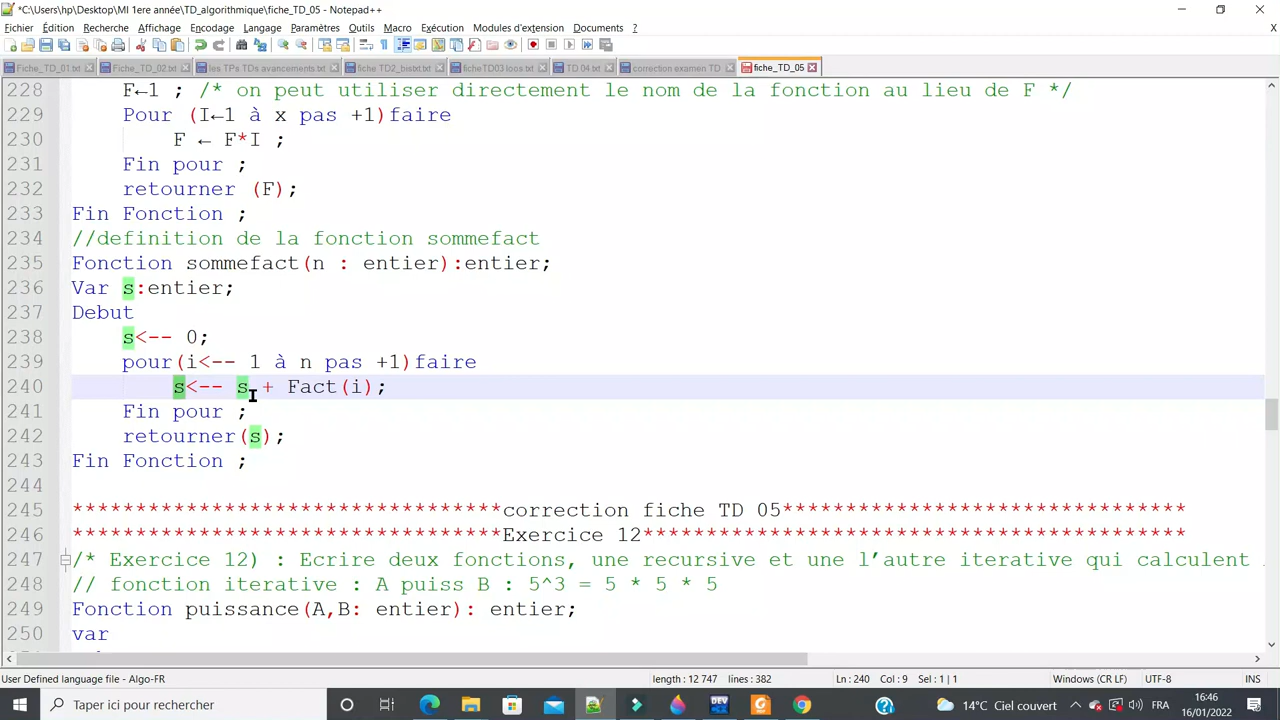 *C:\Users\hp\Desktop\MI 1ere année\TD_algorithmique\fiche_TD_05 - Notepad++
Fichier Édition Recherche Affichage Encodage Langage Paramètres Outils Macro Exécution Modules d'extension Documents ?
X
Fiche_TD_01.txt Fiche_TD_02.txt les TPs TDs avancements.txt fiche TD2_bistxt.txt ficheTD03 loos.txt TD 04.txt correction examen TD fiche_TD_05
228 F←1 ; /* on peut utiliser directement le nom de la fonction au lieu de F */
229 Pour (I←1 à x pas +1)faire
230 F ← F*I ;
231 Fin pour ;
232 retourner (F);
233 Fin Fonction ;
234 //definition de la fonction sommefact
235 Fonction sommefact(n : entier):entier;
236 Var s:entier;
237 Debut
238 s<-- 0;
239 pour(i<-- 1 à n pas +1)faire
240 s<-- s + Fact(i);
241 Fin pour ;
242 retourner(s);
243 Fin Fonction ;
244
245 **********************************correction fiche TD 05********************************
246 **********************************Exercice 12*******************************************
247 /* Exercice 12) : Ecrire deux fonctions, une recursive et une l’autre iterative qui calculent
248 // fonction iterative : A puiss B : 5^3 = 5 * 5 * 5
249 Fonction puissance(A,B: entier): entier;
250 var
User Defined language file - Algo-FR length : 12 747 lines : 382 Ln : 240 Col : 9 Sel : 1 | 1 Windows (CR LF) UTF-8 INS
Taper ici pour rechercher 14°C Ciel couvert FRA 16:46
16/01/2022